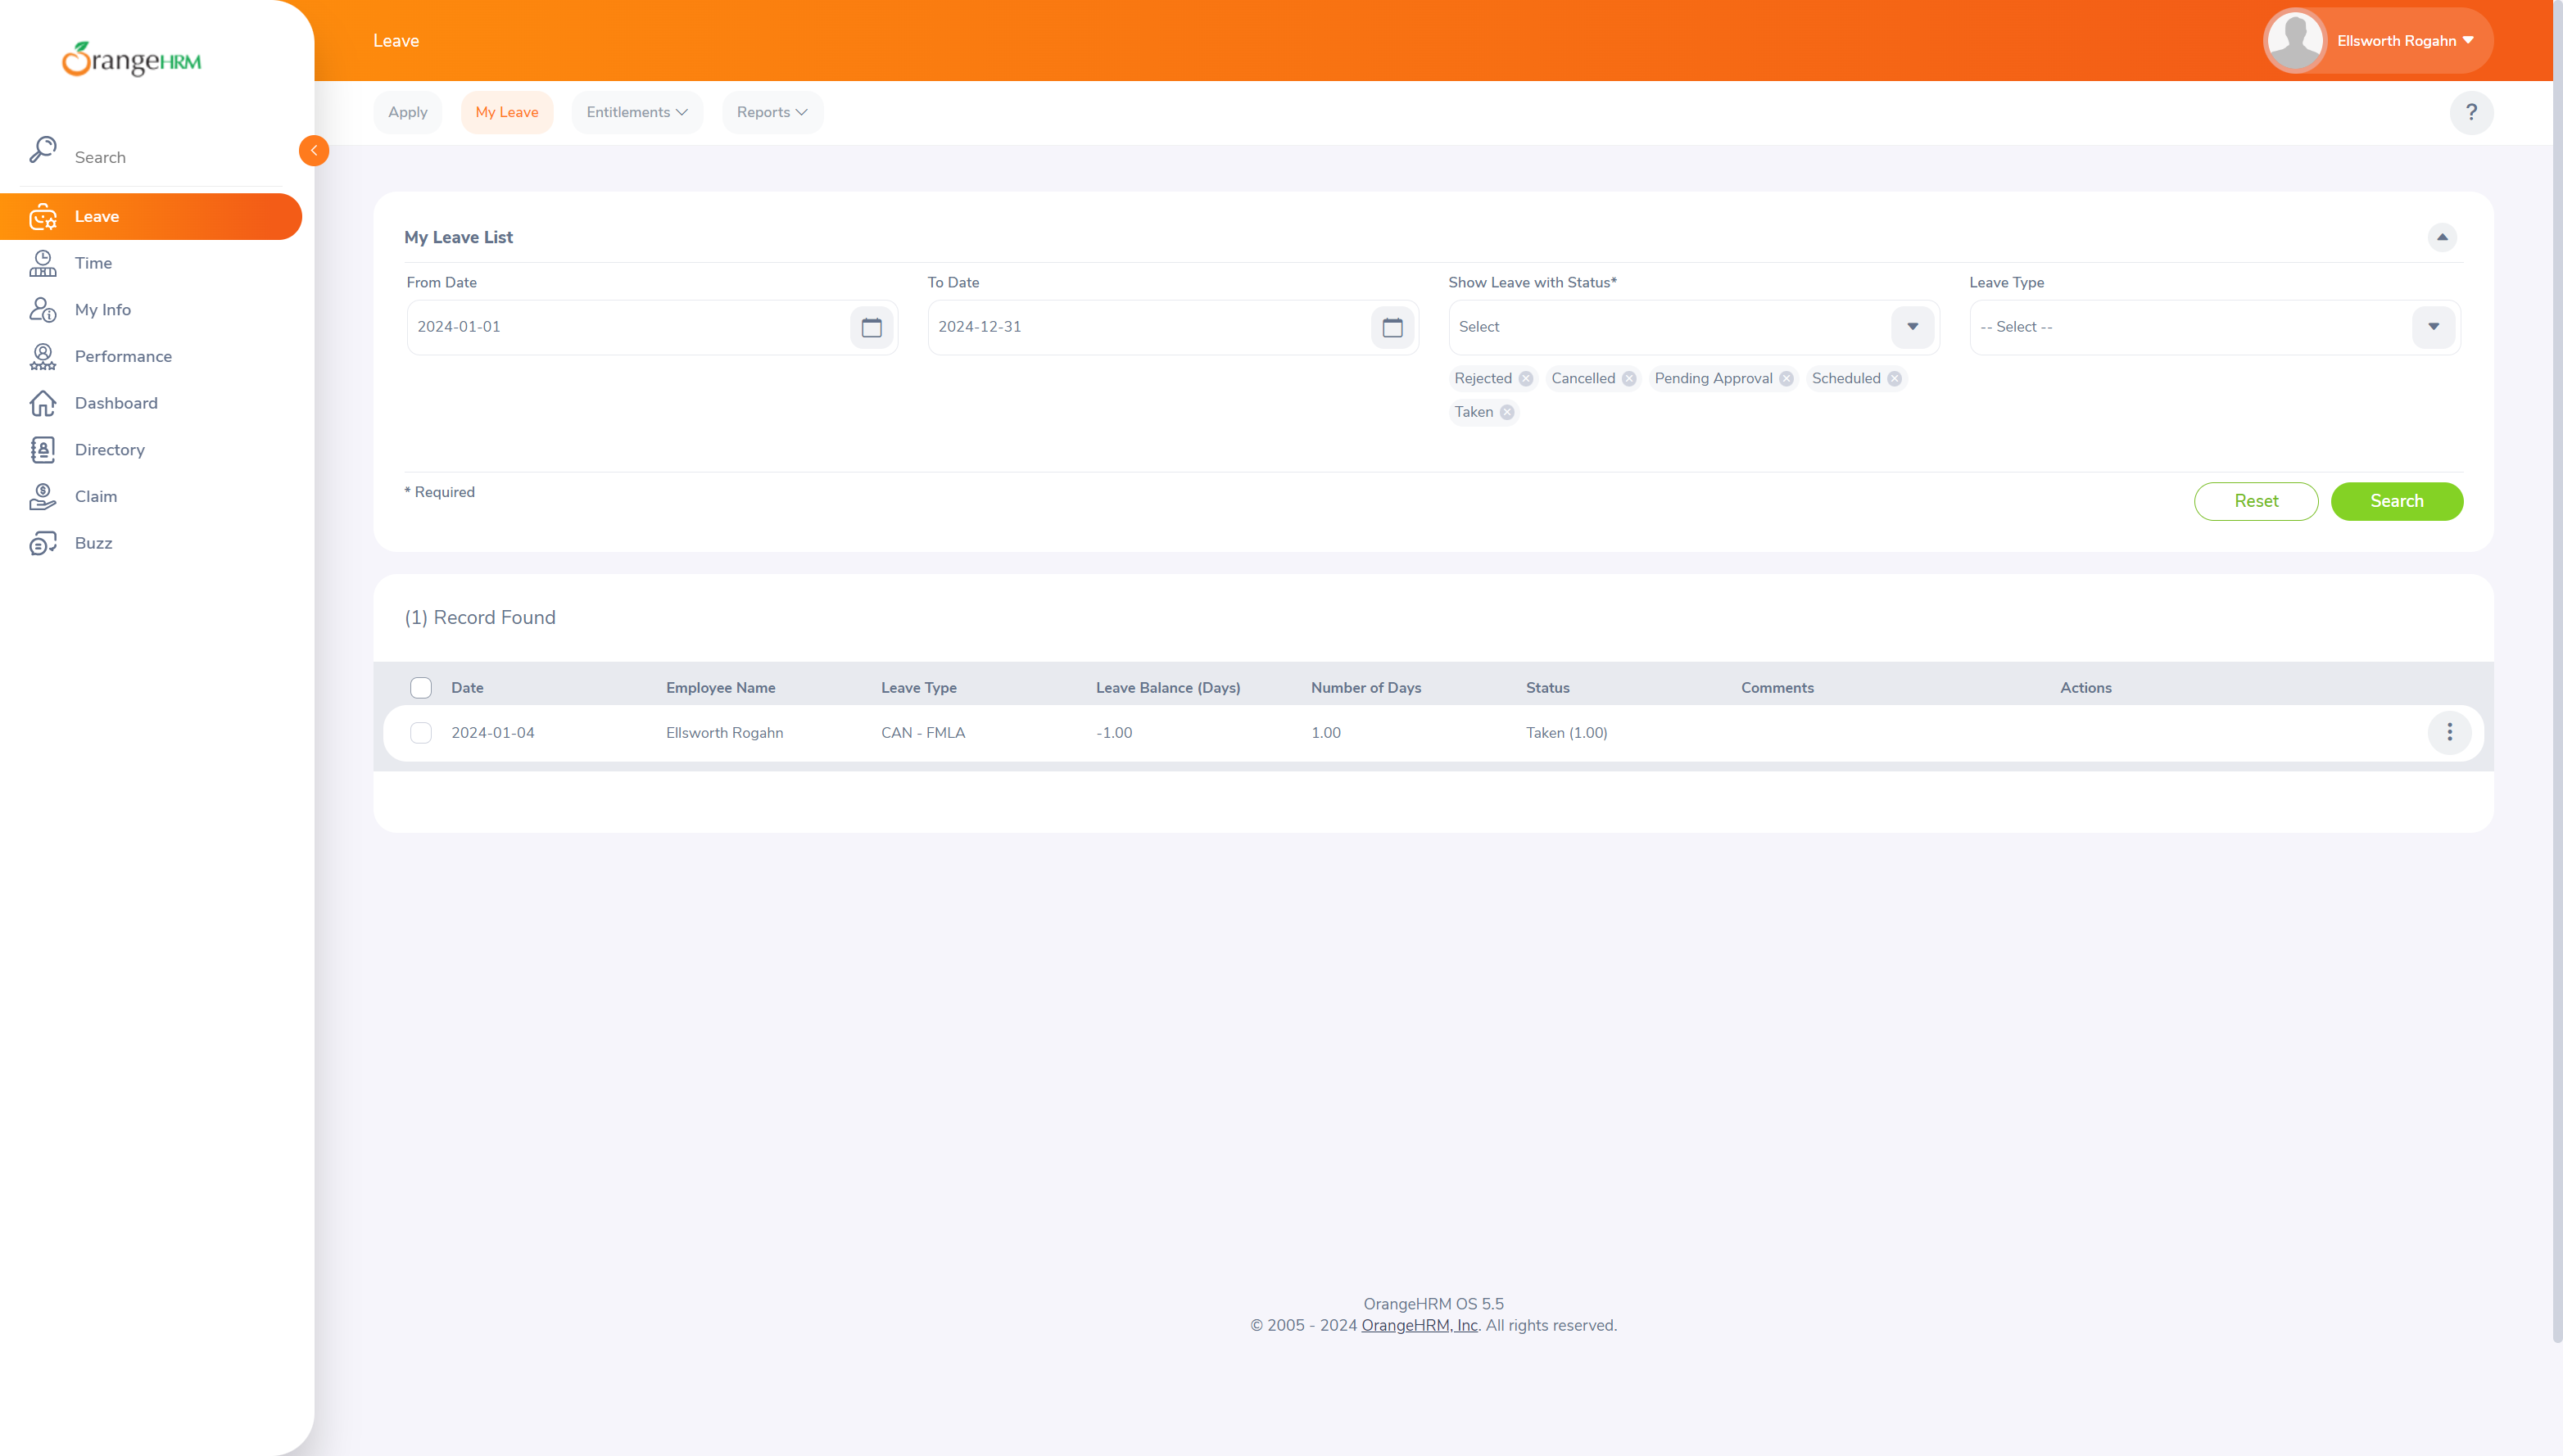 OrangeHRM
Search
Leave
Time
My Info
Performance
Dashboard
Directory
Claim
Buzz
Leave
Ellsworth Rogahn
Apply
My Leave
Entitlements
Reports
?
My Leave List
From Date
To Date
Show Leave with Status*
Leave Type
2024-01-01
2024-12-31
Select
-- Select --
Rejected
Cancelled
Pending Approval
Scheduled
Taken
* Required
Reset
Search
(1) Record Found
Date
Employee Name
Leave Type
Leave Balance (Days)
Number of Days
Status
Comments
Actions
2024-01-04
Ellsworth Rogahn
CAN - FMLA
-1.00
1.00
Taken (1.00)
OrangeHRM OS 5.5
© 2005 - 2024 OrangeHRM, Inc. All rights reserved.